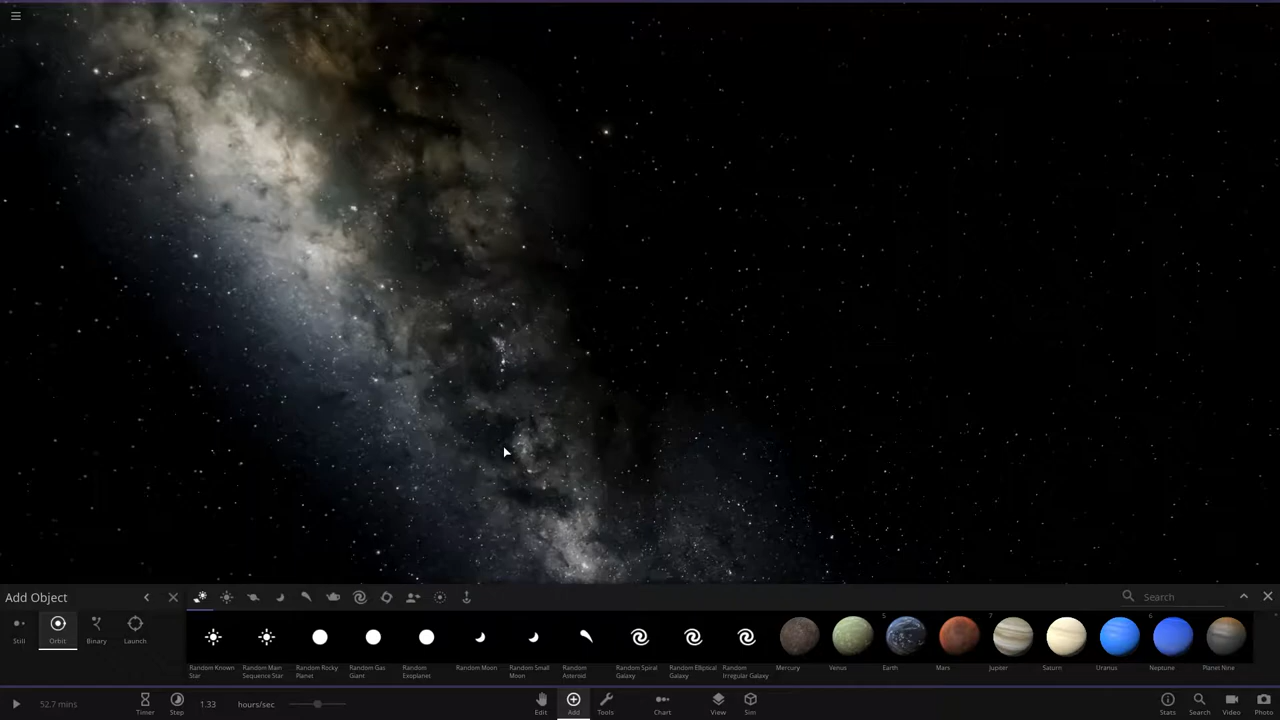 Add Object
Search
Still
Orbit
Binary
Launch
Random Known
Star
Random Main
Sequence Star
Random Rocky
Planet
Random Gas
Giant
Random
Exoplanet
Random Moon
Random Small
Moon
Random
Asteroid
Random Spiral
Galaxy
Random Elliptical
Galaxy
Random
Irregular Galaxy
Mercury
Venus
5
Earth
Mars
7
Jupiter
Saturn
Uranus
6
Neptune
Planet Nine
52.7 mins
Timer
Step
1.33
hours/sec
Edit
Add
Tools
Chart
View
Sim
Stats
Search
Video
Photo